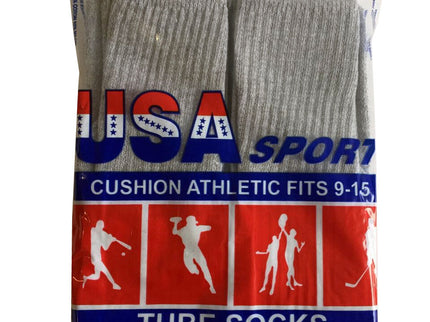 USA SPORT
CUSHION ATHLETIC FITS 9-15
TUBE SOCKS